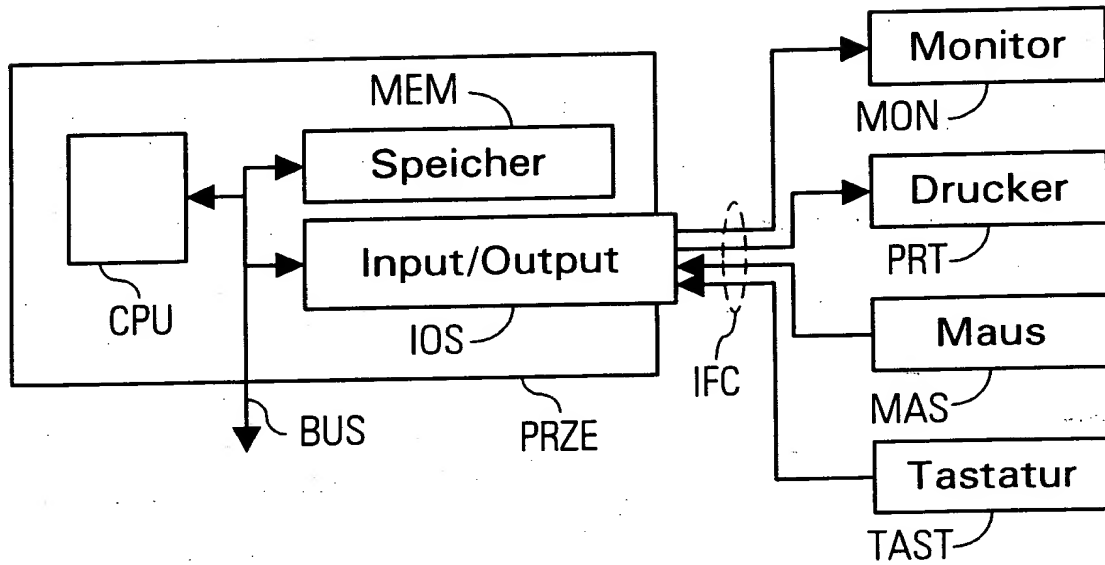 Monitor
MON
MEM
Speicher
Drucker
PRT
Input/Output
CPU
IOS
IFC
Maus
MAS
BUS
PRZE
Tastatur
TAST